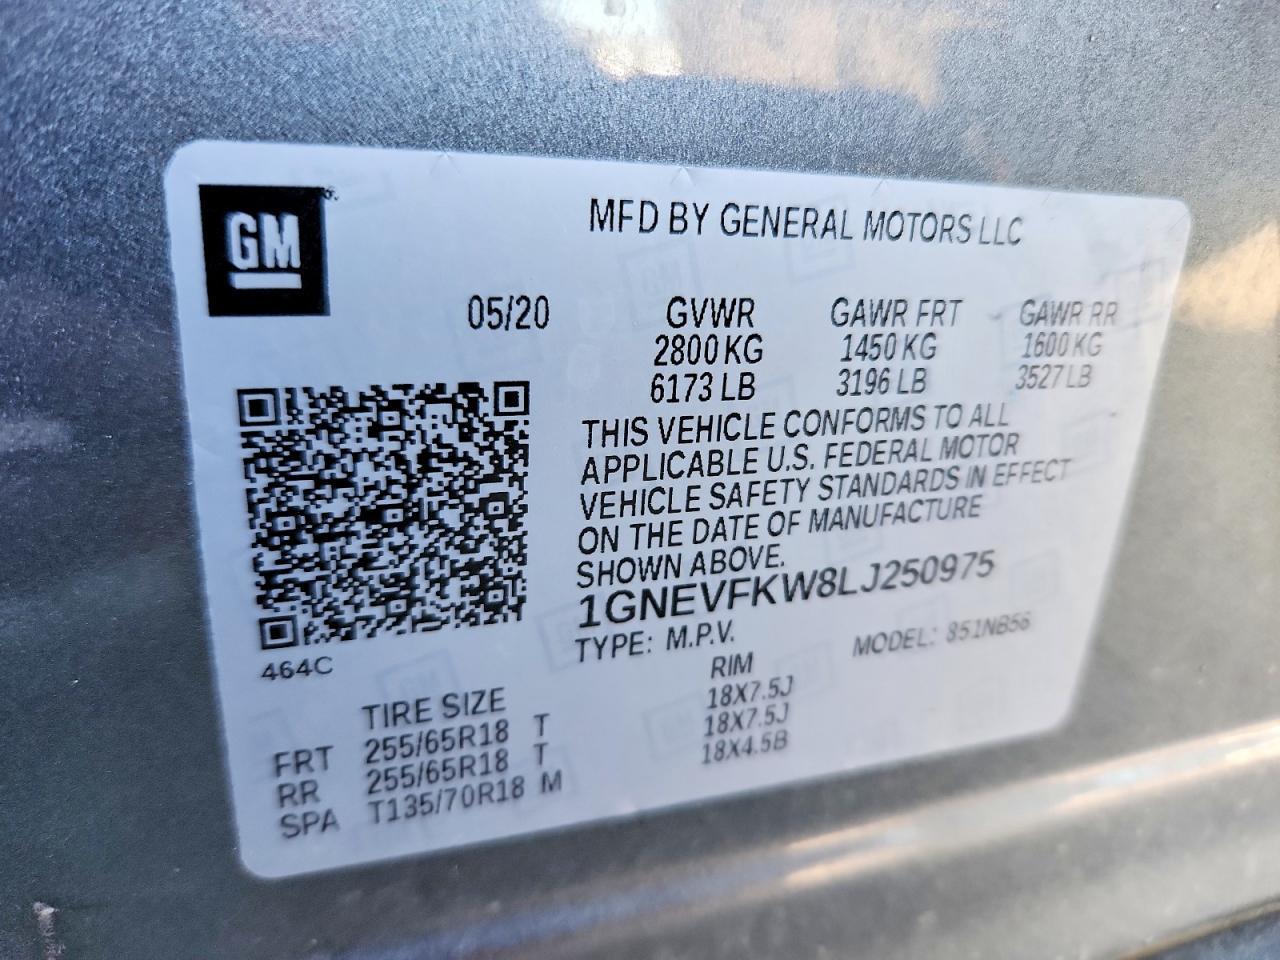 GM
MFD BY GENERAL MOTORS LLC
05/20 GVWR GAWR FRT GAWR RR
2800 KG 1450 KG 1600 KG
6173 LB 3196 LB 3527 LB
THIS VEHICLE CONFORMS TO ALL
APPLICABLE U.S. FEDERAL MOTOR
VEHICLE SAFETY STANDARDS IN EFFECT
ON THE DATE OF MANUFACTURE
SHOWN ABOVE.
1GNEVFKW8LJ250975
TYPE: M.P.V. MODEL: 851NB56
464C
TIRE SIZE RIM
FRT 255/65R18 T 18X7.5J
RR 255/65R18 T 18X7.5J
SPA T135/70R18 M 18X4.5B